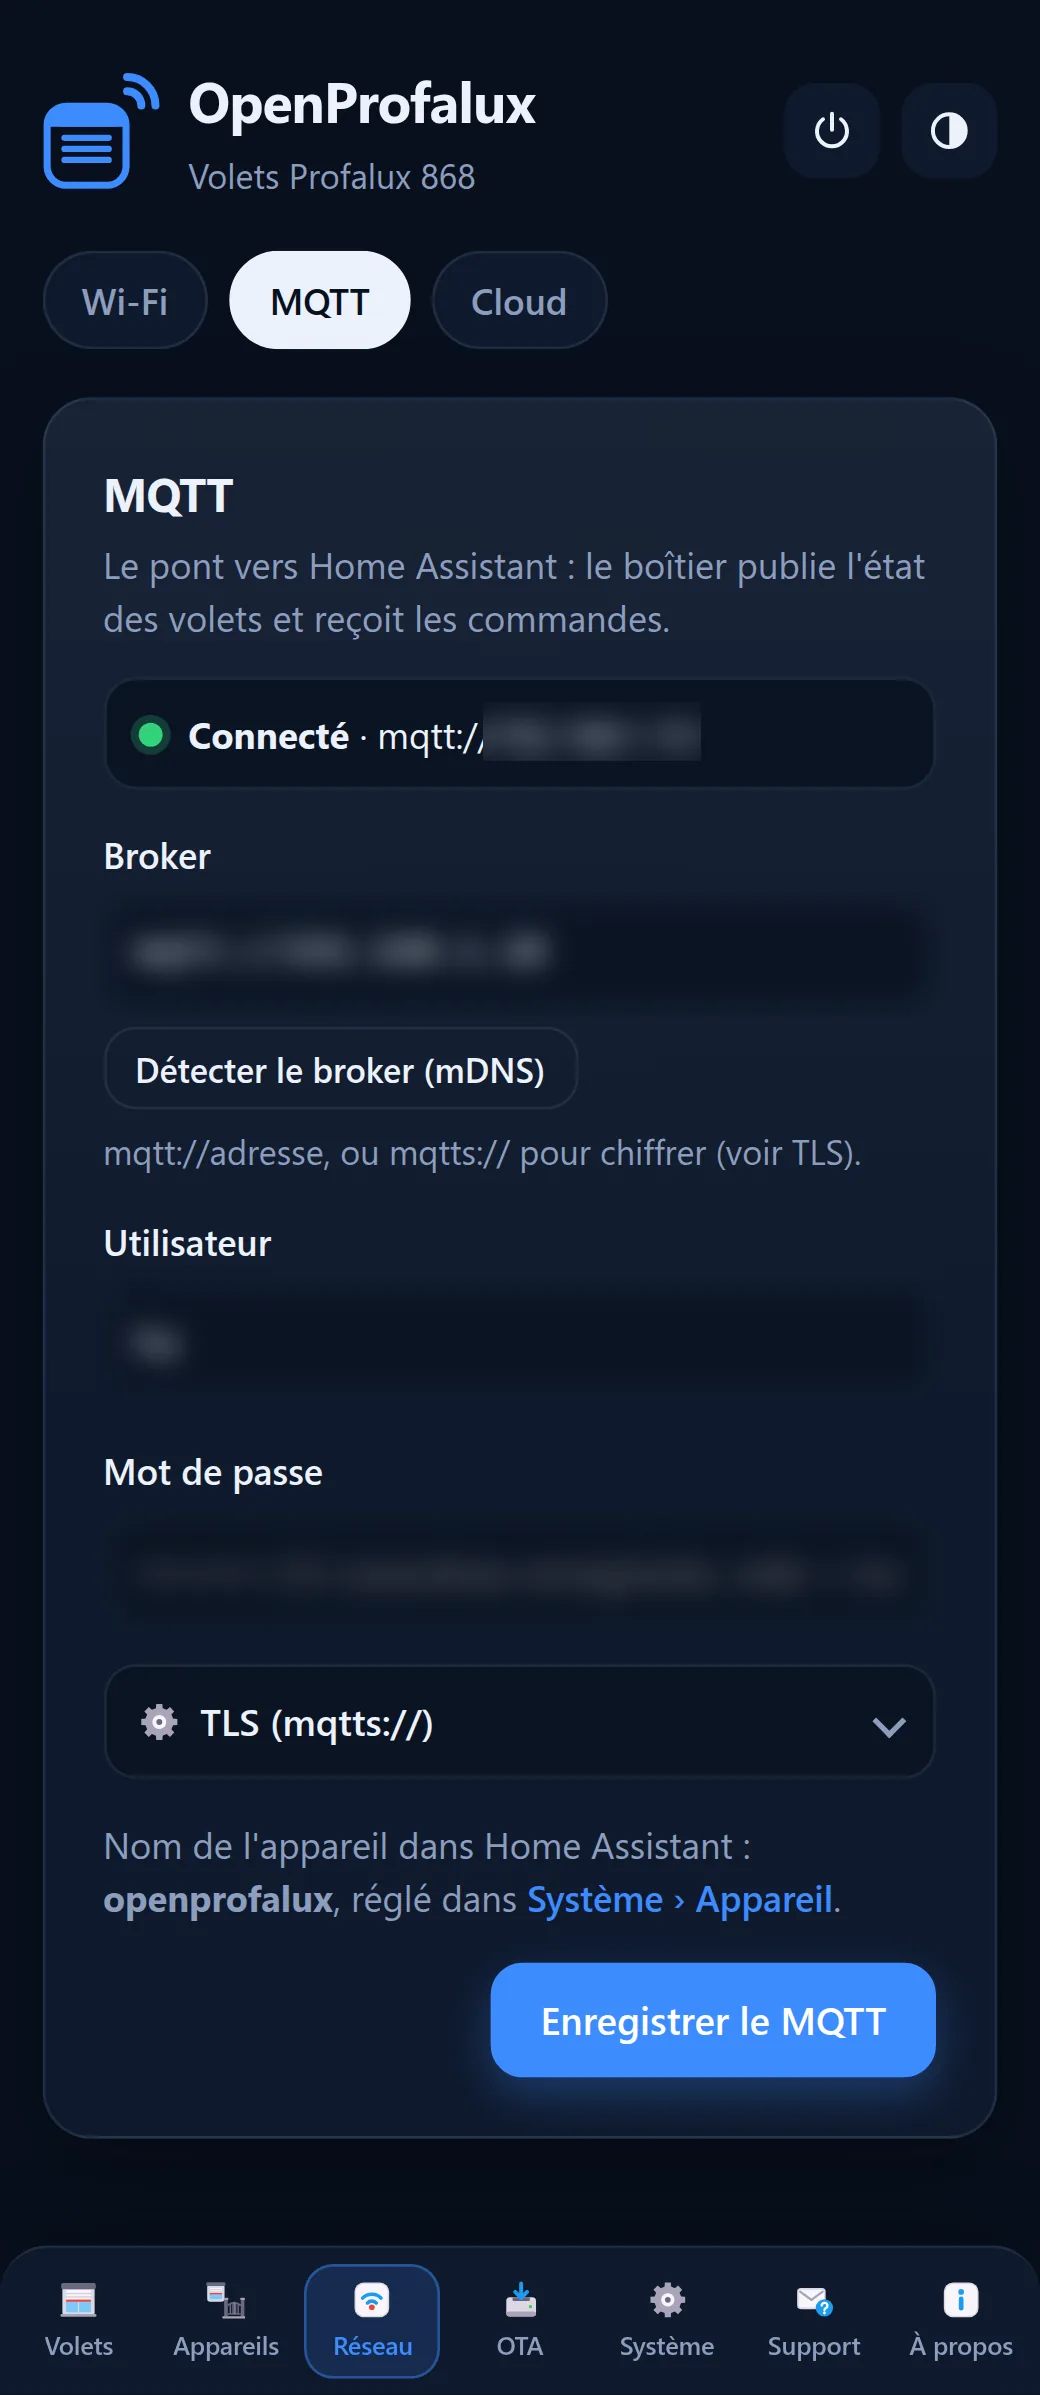 OpenProfalux
Volets Profalux 868
Wi-Fi
MQTT
Cloud
MQTT
Le pont vers Home Assistant : le boîtier publie l'état
des volets et reçoit les commandes.
Connecté · mqtt://
Broker
Détecter le broker (mDNS)
mqtt://adresse, ou mqtts:// pour chiffrer (voir TLS).
Utilisateur
Mot de passe
TLS (mqtts://)
Nom de l'appareil dans Home Assistant :
openprofalux, réglé dans Système › Appareil.
Enregistrer le MQTT
Volets
Appareils
Réseau
OTA
Système
Support
À propos